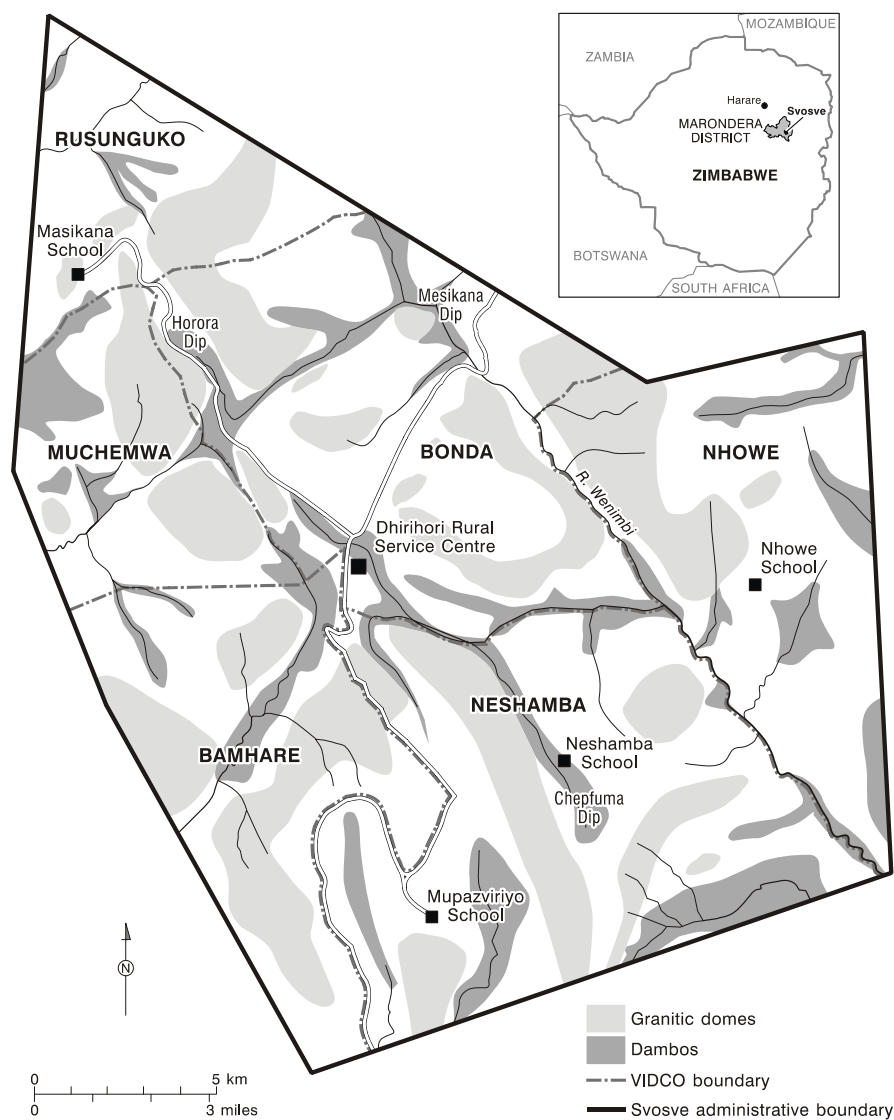 MOZAMBIQUE
ZAMBIA
Harare
Svosve
MARONDERA
DISTRICT
ZIMBABWE
BOTSWANA
SOUTH AFRICA
RUSUNGUKO
Masikana
School
Mesikana
Dip
Horora
Dip
MUCHEMWA
BONDA
NHOWE
R. Wenimbi
Dhirihori Rural
Service Centre
Nhowe
School
NESHAMBA
BAMHARE
Neshamba
School
Chepfuma
Dip
Mupazviriyo
School
N
0 5 km
0 3 miles
Granitic domes
Dambos
VIDCO boundary
Svosve administrative boundary